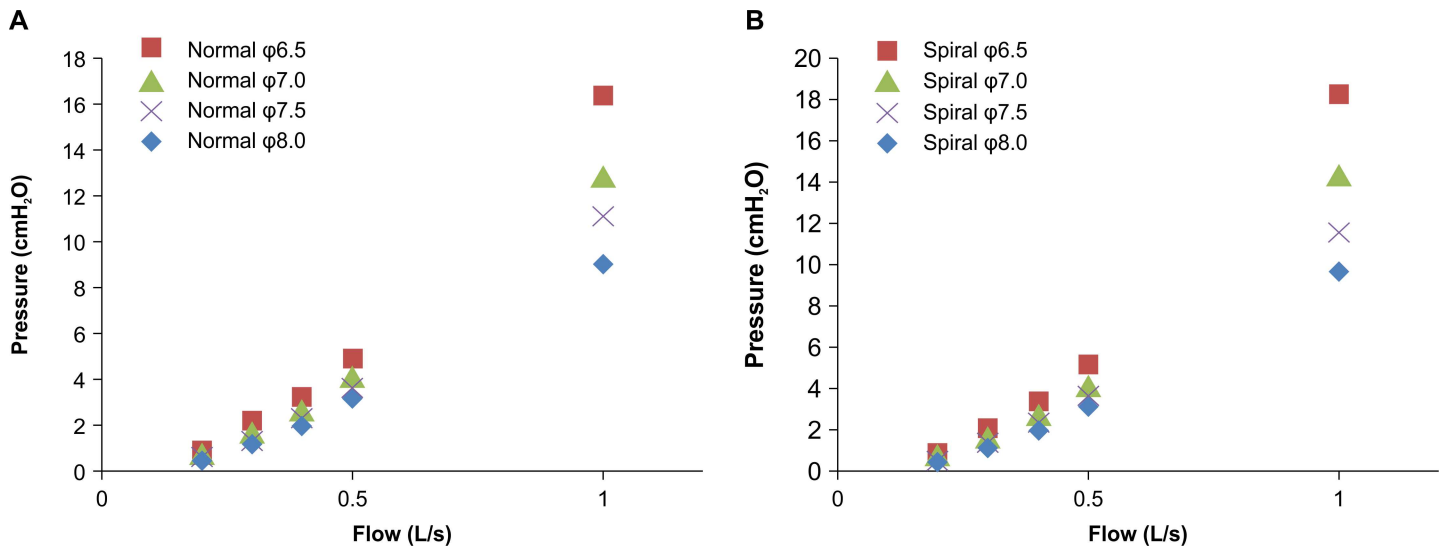 A
Normal φ6.5
Normal φ7.0
Normal φ7.5
Normal φ8.0
18
16
14
12
10
8
6
4
2
0
Pressure (cmH₂O)
0
0.5
1
Flow (L/s)
B
Spiral φ6.5
Spiral φ7.0
Spiral φ7.5
Spiral φ8.0
20
18
16
14
12
10
8
6
4
2
0
Pressure (cmH₂O)
0
0.5
1
Flow (L/s)